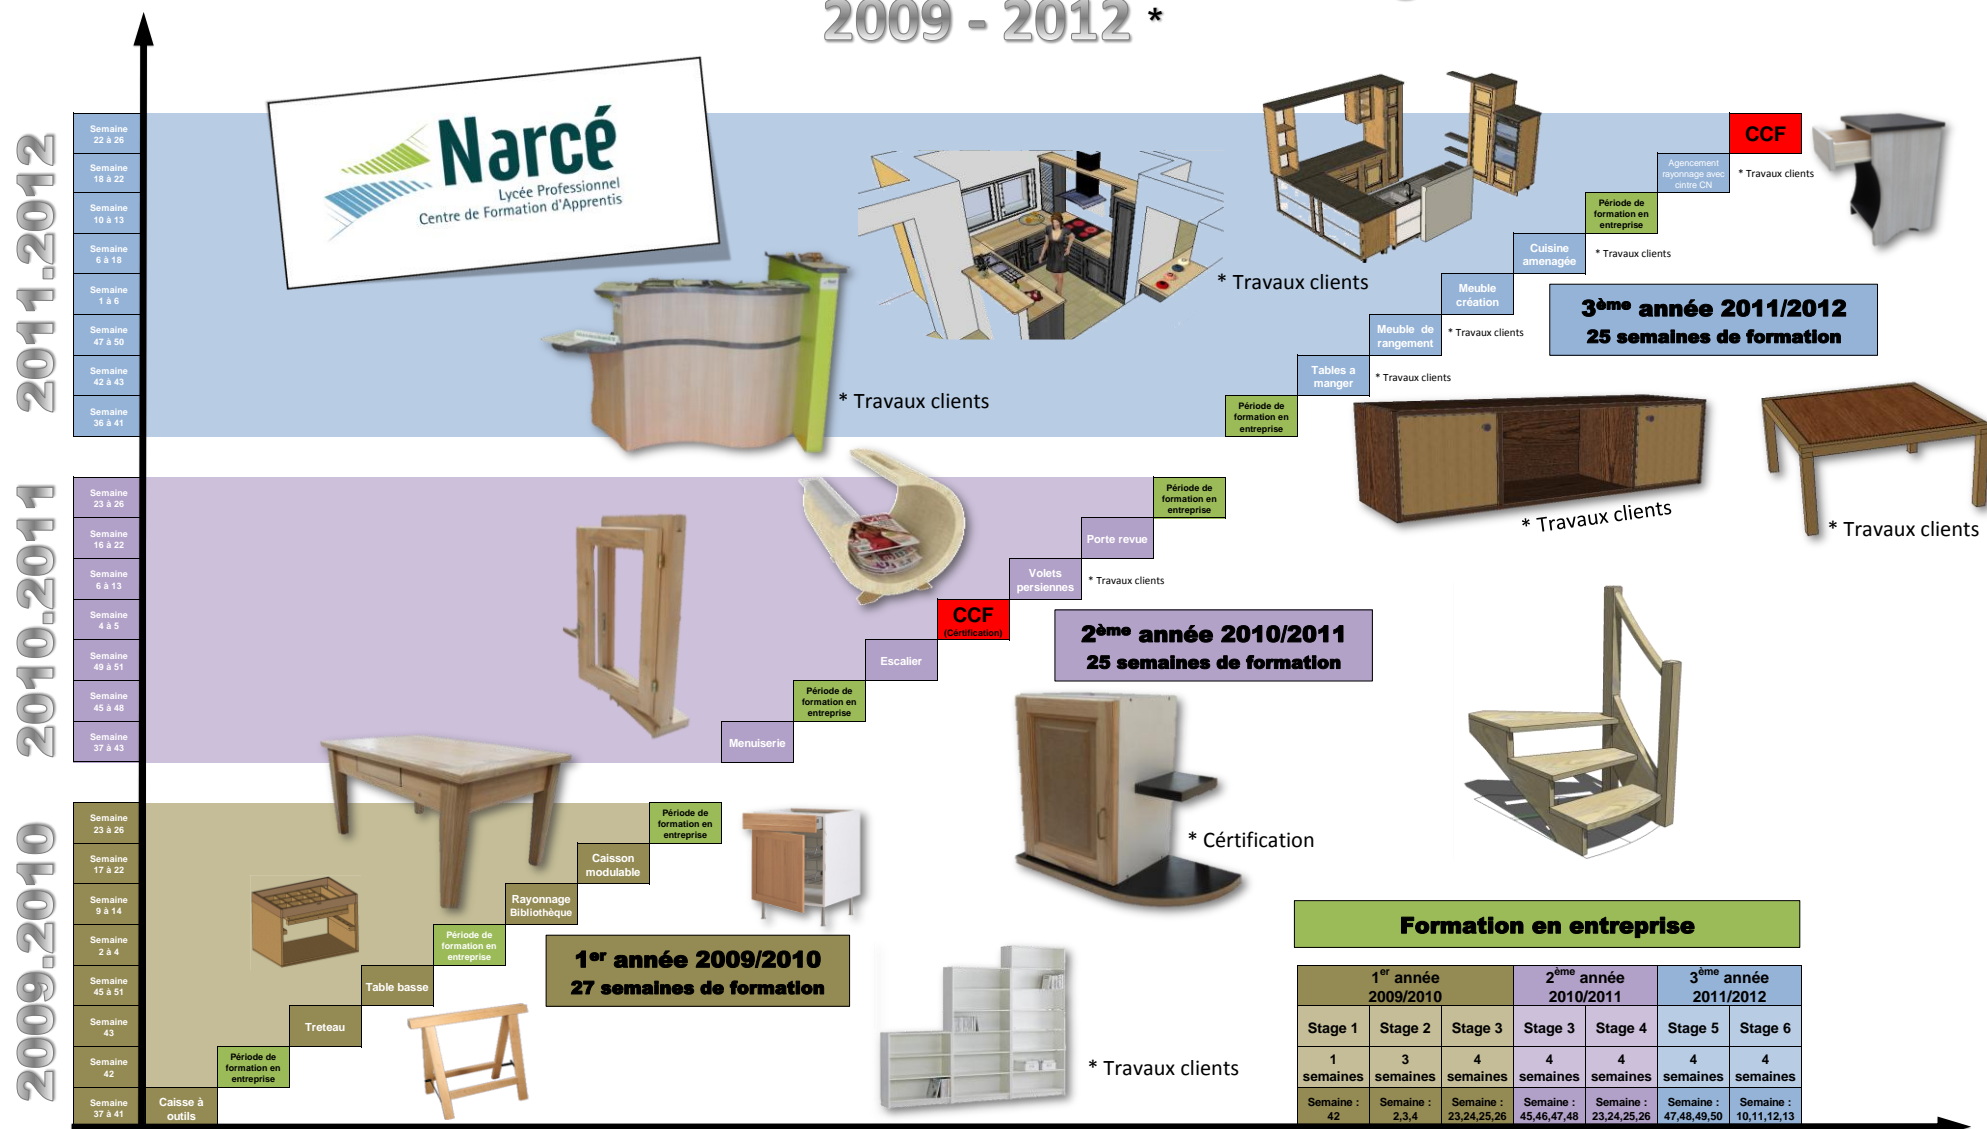 2009 - 2012 *
2011.2012
Semaine
22 à 26
Semaine
18 à 22
Semaine
10 à 13
Semaine
6 à 18
Semaine
1 à 6
Semaine
47 à 50
Semaine
42 à 43
Semaine
36 à 41
Narcé
Lycée Professionnel
Centre de Formation d'Apprentis
* Travaux clients
* Travaux clients
CCF
Agencement
rayonnage avec
cintre CN
* Travaux clients
Période de
formation en
entreprise
Cuisine
amenagée
* Travaux clients
Meuble
création
Meuble de
rangement
* Travaux clients
Tables a
manger
* Travaux clients
Période de
formation en
entreprise
3ème année 2011/2012
25 semaines de formation
* Travaux clients
* Travaux clients
2010.2011
Semaine
23 à 26
Semaine
16 à 22
Semaine
6 à 13
Semaine
4 à 5
Semaine
49 à 51
Semaine
45 à 48
Semaine
37 à 43
Période de
formation en
entreprise
Porte revue
Volets
persiennes
* Travaux clients
CCF
(Cértification)
Escalier
Période de
formation en
entreprise
Menuiserie
2ème année 2010/2011
25 semaines de formation
* Cértification
2009.2010
Semaine
23 à 26
Semaine
17 à 22
Semaine
9 à 14
Semaine
2 à 4
Semaine
45 à 51
Semaine
43
Semaine
42
Semaine
37 à 41
Période de
formation en
entreprise
Caisson
modulable
Rayonnage
Bibliothèque
Période de
formation en
entreprise
Table basse
Treteau
Période de
formation en
entreprise
Caisse à
outils
1er année 2009/2010
27 semaines de formation
* Travaux clients
Formation en entreprise
1er année
2009/2010
2ème année
2010/2011
3ème année
2011/2012
Stage 1 Stage 2 Stage 3 Stage 3 Stage 4 Stage 5 Stage 6
1 3 4 4 4 4 4
semaines semaines semaines semaines semaines semaines semaines
Semaine : Semaine : Semaine : Semaine : Semaine : Semaine : Semaine :
42 2,3,4 23,24,25,26 45,46,47,48 23,24,25,26 47,48,49,50 10,11,12,13